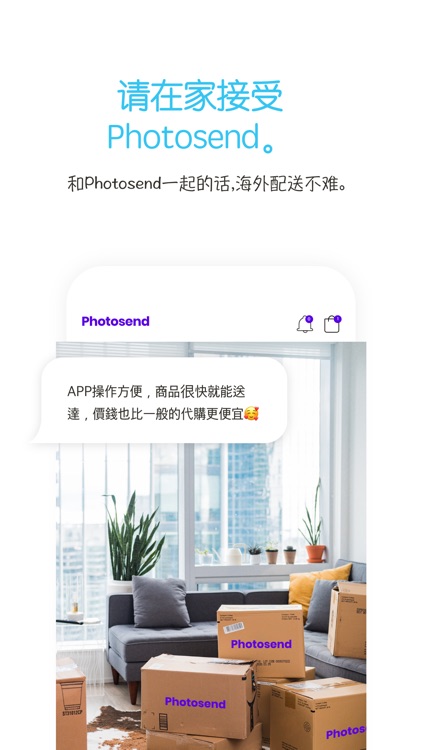 请在家接受
Photosend。
和Photosend一起的话,海外配送不难。
Photosend
APP操作方便，商品很快就能送
達，價錢也比一般的代購更便宜🥰
Photosend
Photosend
Photosen